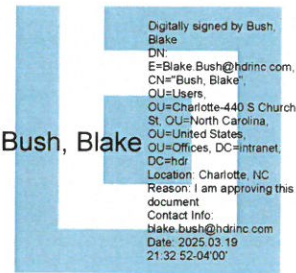 Bush, Blake
Digitally signed by Bush,
Blake
DN:
E=Blake.Bush@hdrinc com,
CN="Bush, Blake",
OU=Users,
OU=Charlotte-440 S Church
St, OU=North Carolina,
OU=United States,
OU=Offices, DC=intranet,
DC=hdr
Location: Charlotte, NC
Reason: I am approving this
document
Contact Info:
blake.bush@hdrinc com
Date: 2025.03.19
21:32 52-04'00'